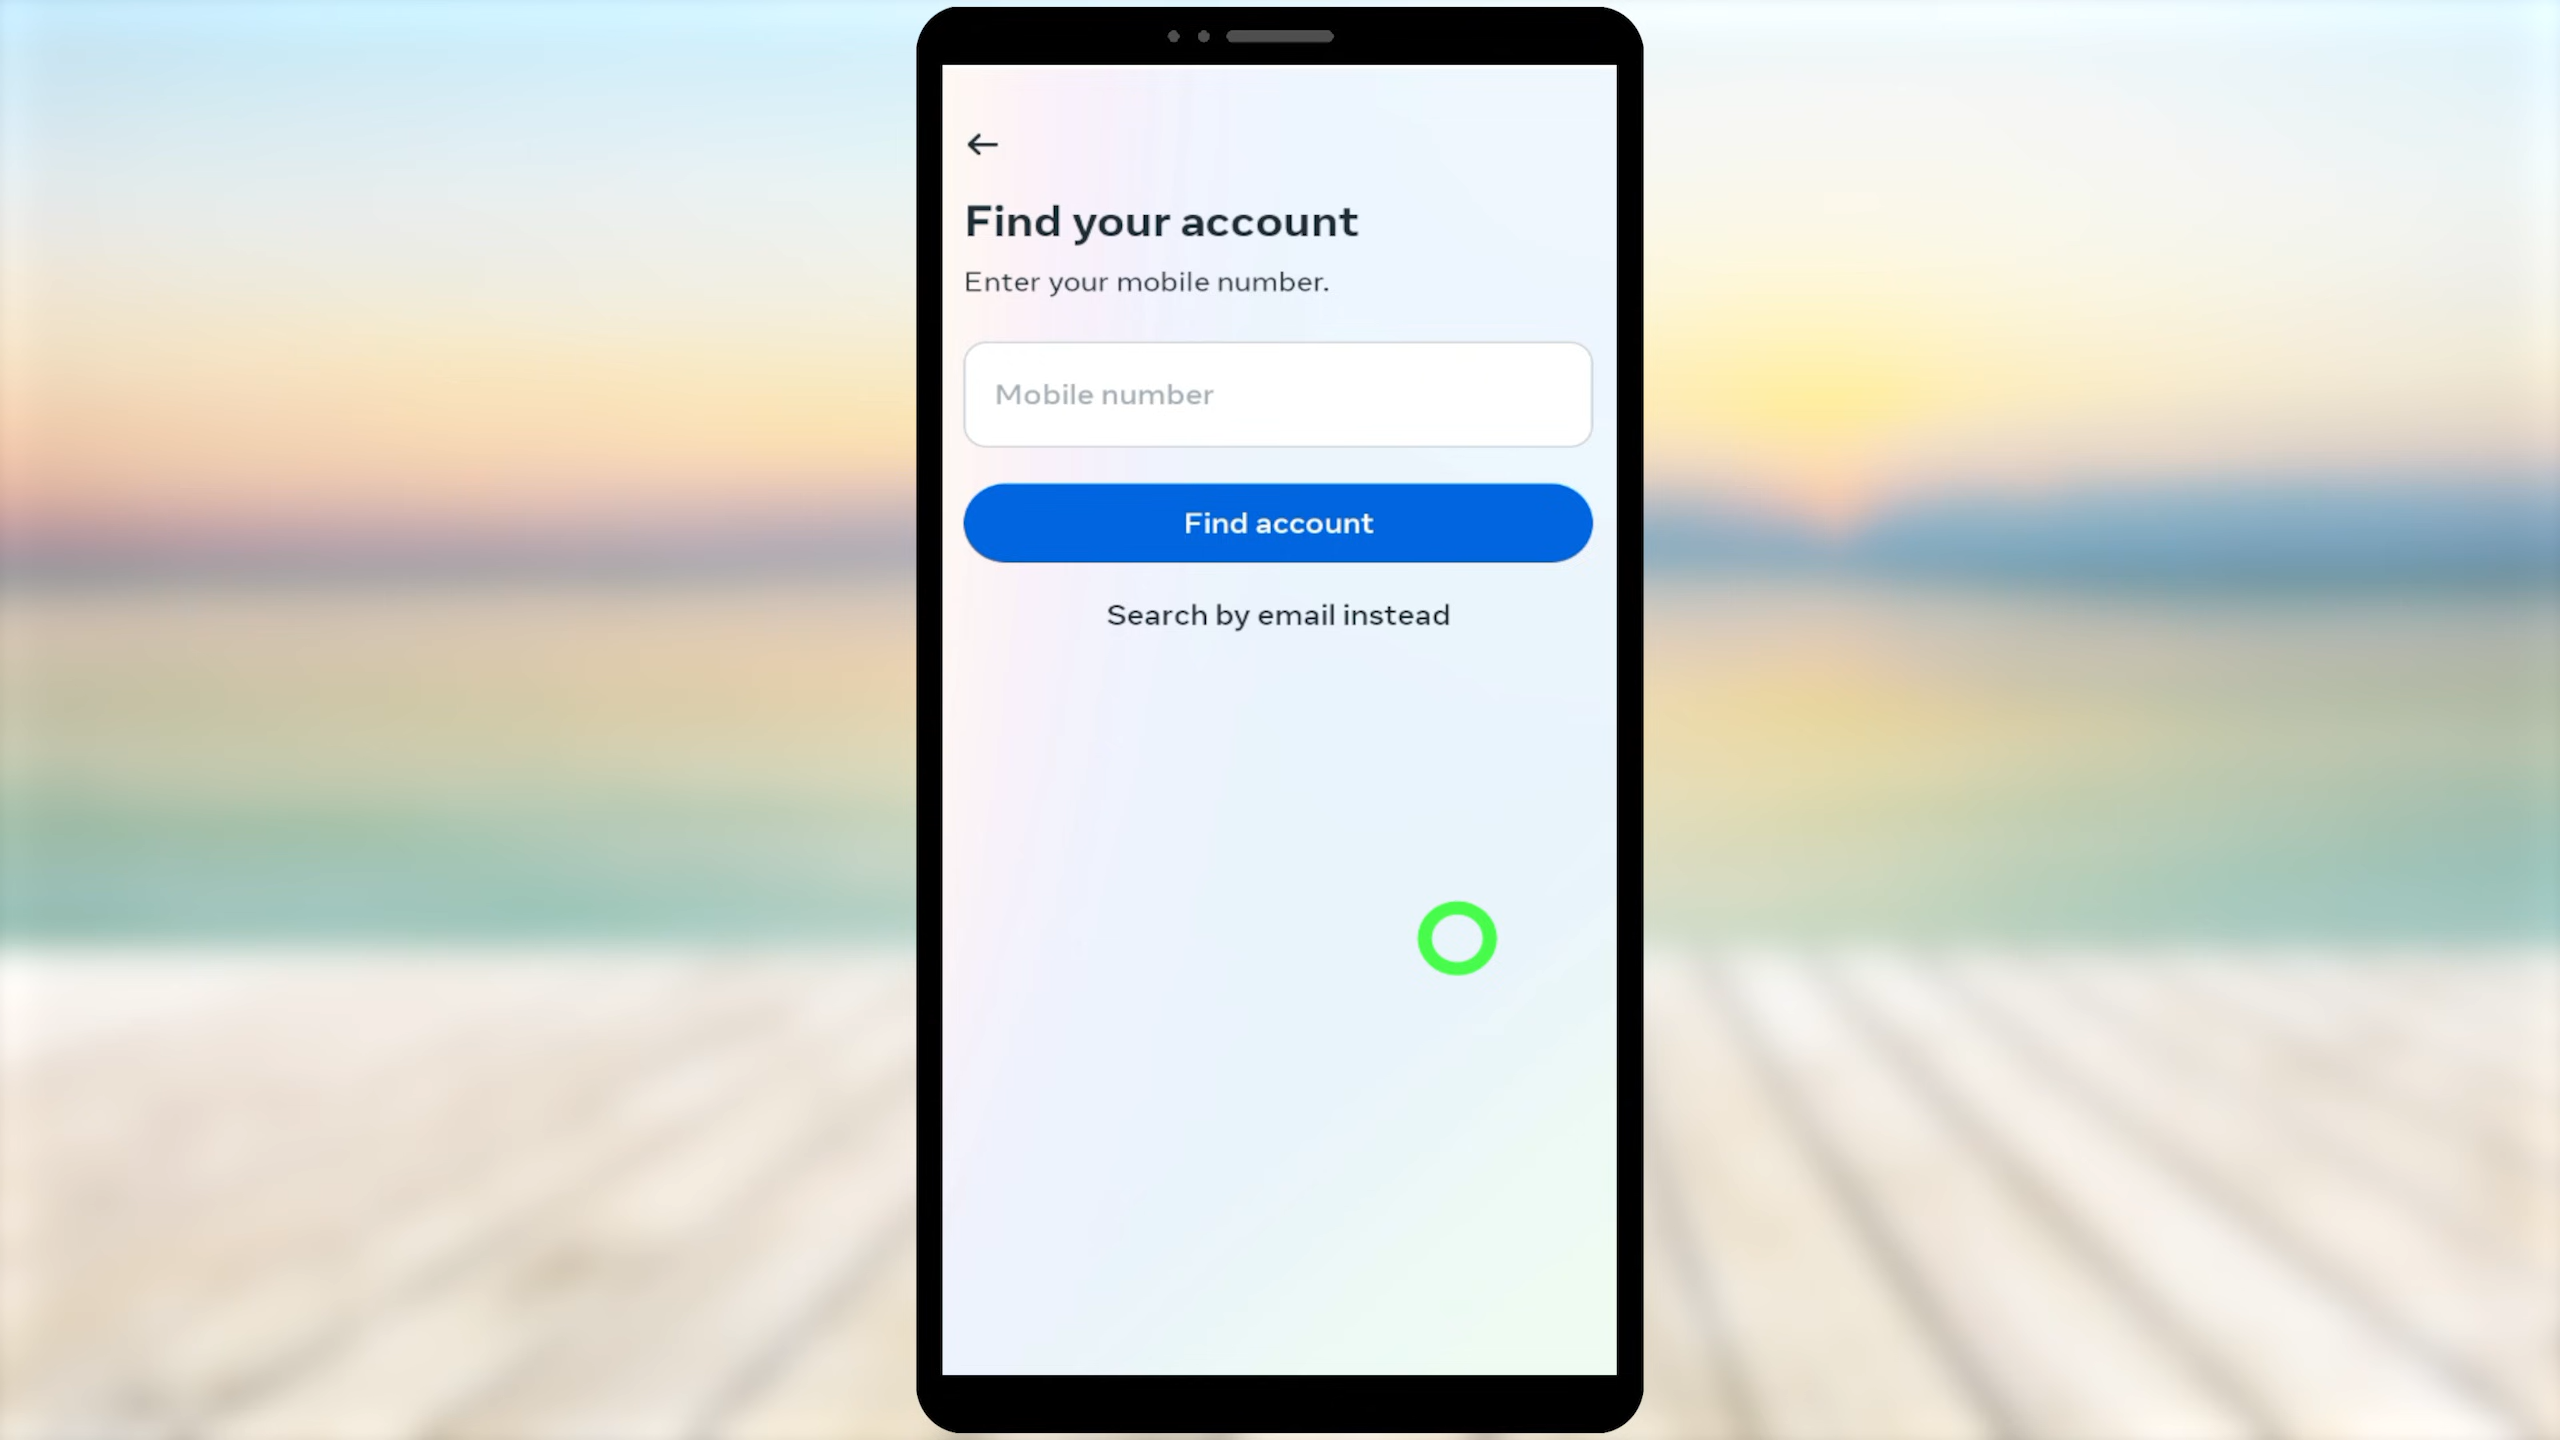 Find your account
Enter your mobile number.
Mobile number
Find account
Search by email instead